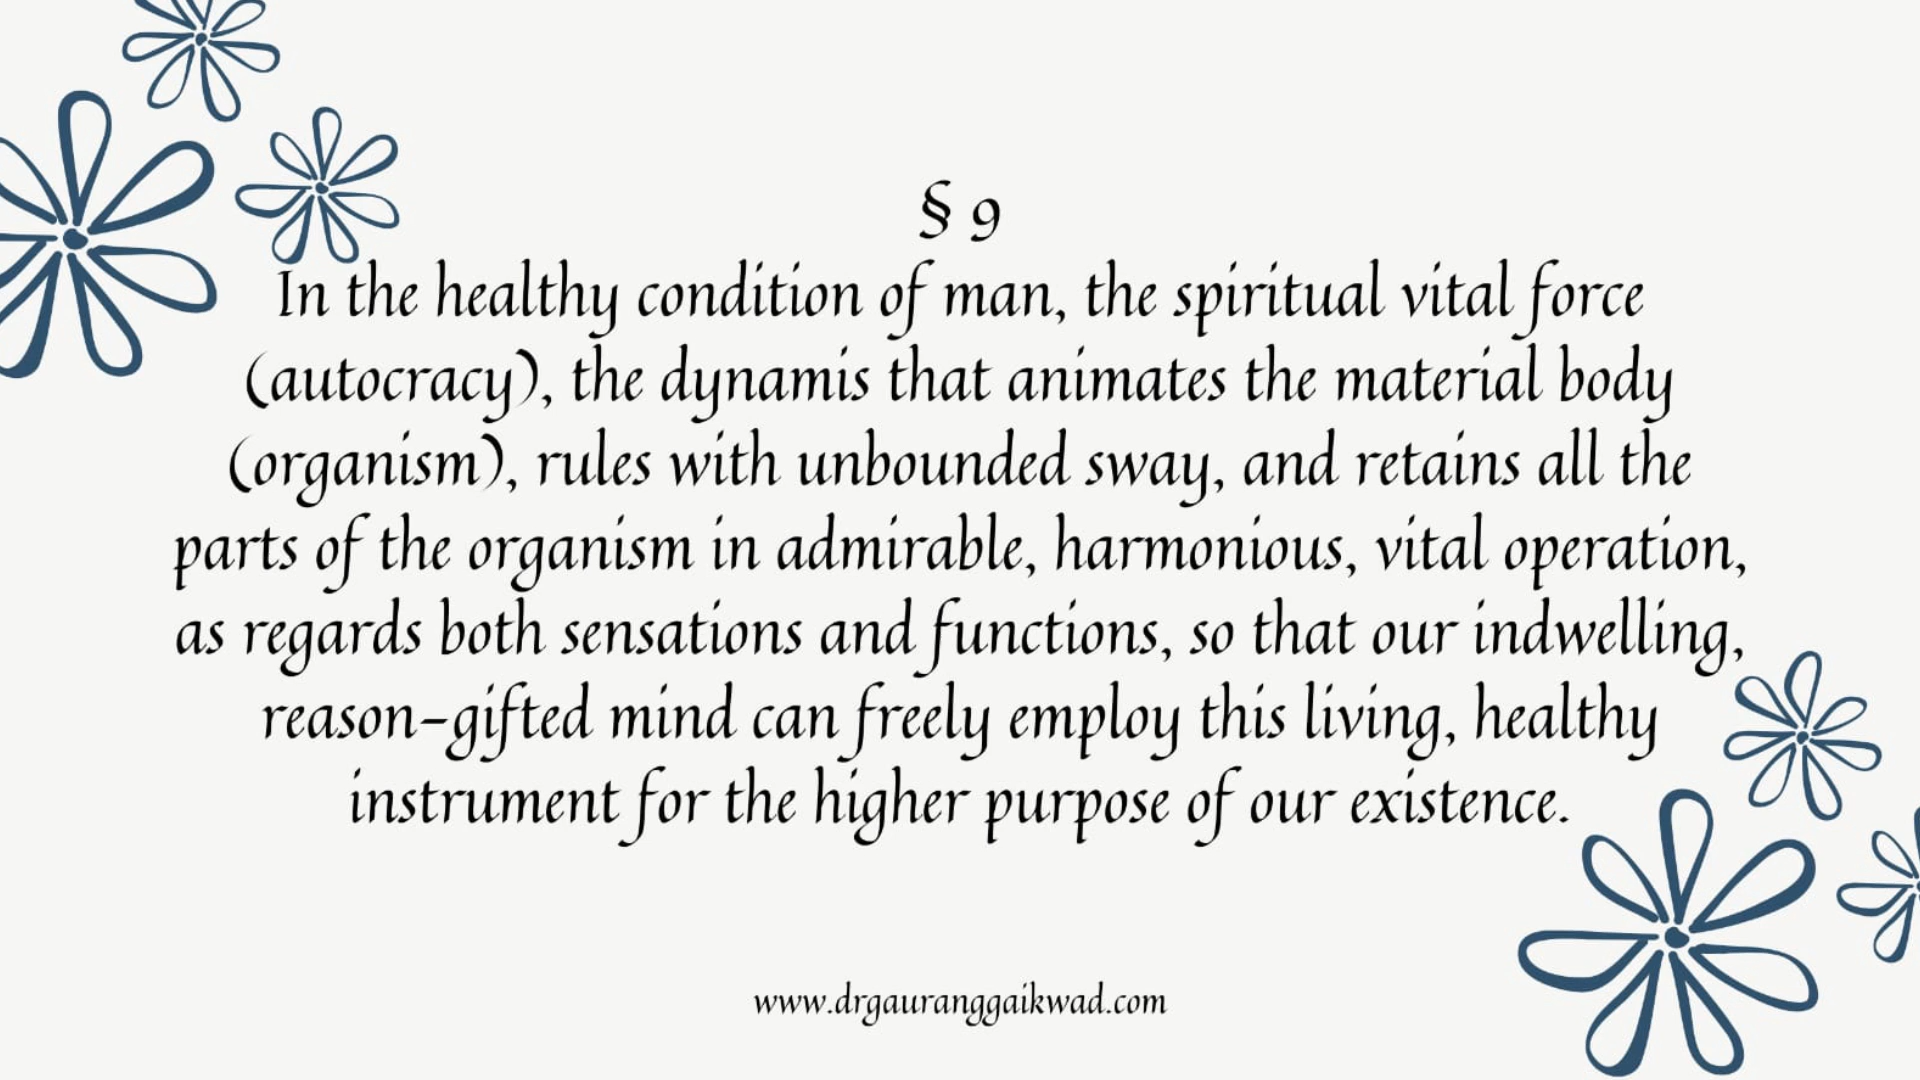 § 9
In the healthy condition of man, the spiritual vital force
(autocracy), the dynamis that animates the material body
(organism), rules with unbounded sway, and retains all the
parts of the organism in admirable, harmonious, vital operation,
as regards both sensations and functions, so that our indwelling,
reason-gifted mind can freely employ this living, healthy
instrument for the higher purpose of our existence.
www.drgauranggaikwad.com